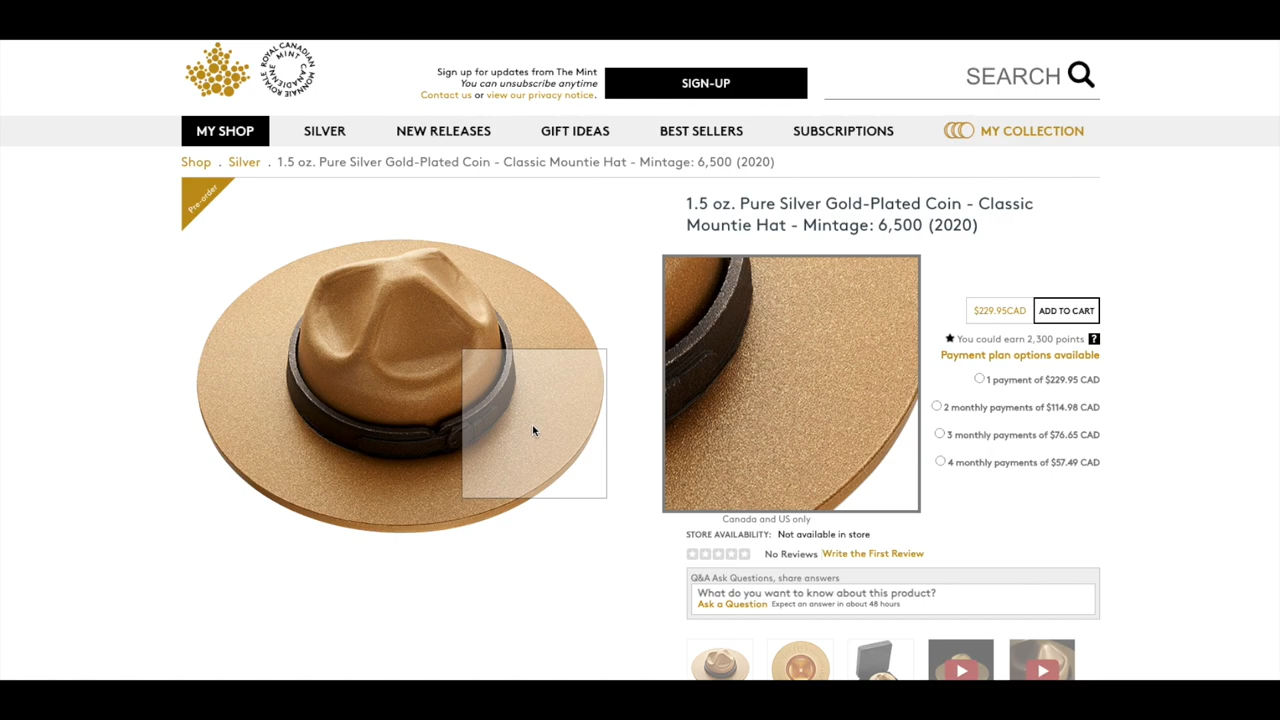 ROYAL CANADIAN MINT
MONNAIE ROYALE CANADIENNE
Sign up for updates from The Mint
You can unsubscribe anytime
Contact us or view our privacy notice.
SIGN-UP
SEARCH
MY SHOP
SILVER
NEW RELEASES
GIFT IDEAS
BEST SELLERS
SUBSCRIPTIONS
MY COLLECTION
Shop . Silver . 1.5 oz. Pure Silver Gold-Plated Coin - Classic Mountie Hat - Mintage: 6,500 (2020)
Pre-order
1.5 oz. Pure Silver Gold-Plated Coin - Classic
Mountie Hat - Mintage: 6,500 (2020)
$229.95CAD
ADD TO CART
You could earn 2,300 points ?
Payment plan options available
1 payment of $229.95 CAD
2 monthly payments of $114.98 CAD
3 monthly payments of $76.65 CAD
4 monthly payments of $57.49 CAD
Canada and US only
STORE AVAILABILITY: Not available in store
No Reviews Write the First Review
Q&A Ask Questions, share answers
What do you want to know about this product?
Ask a Question Expect an answer in about 48 hours